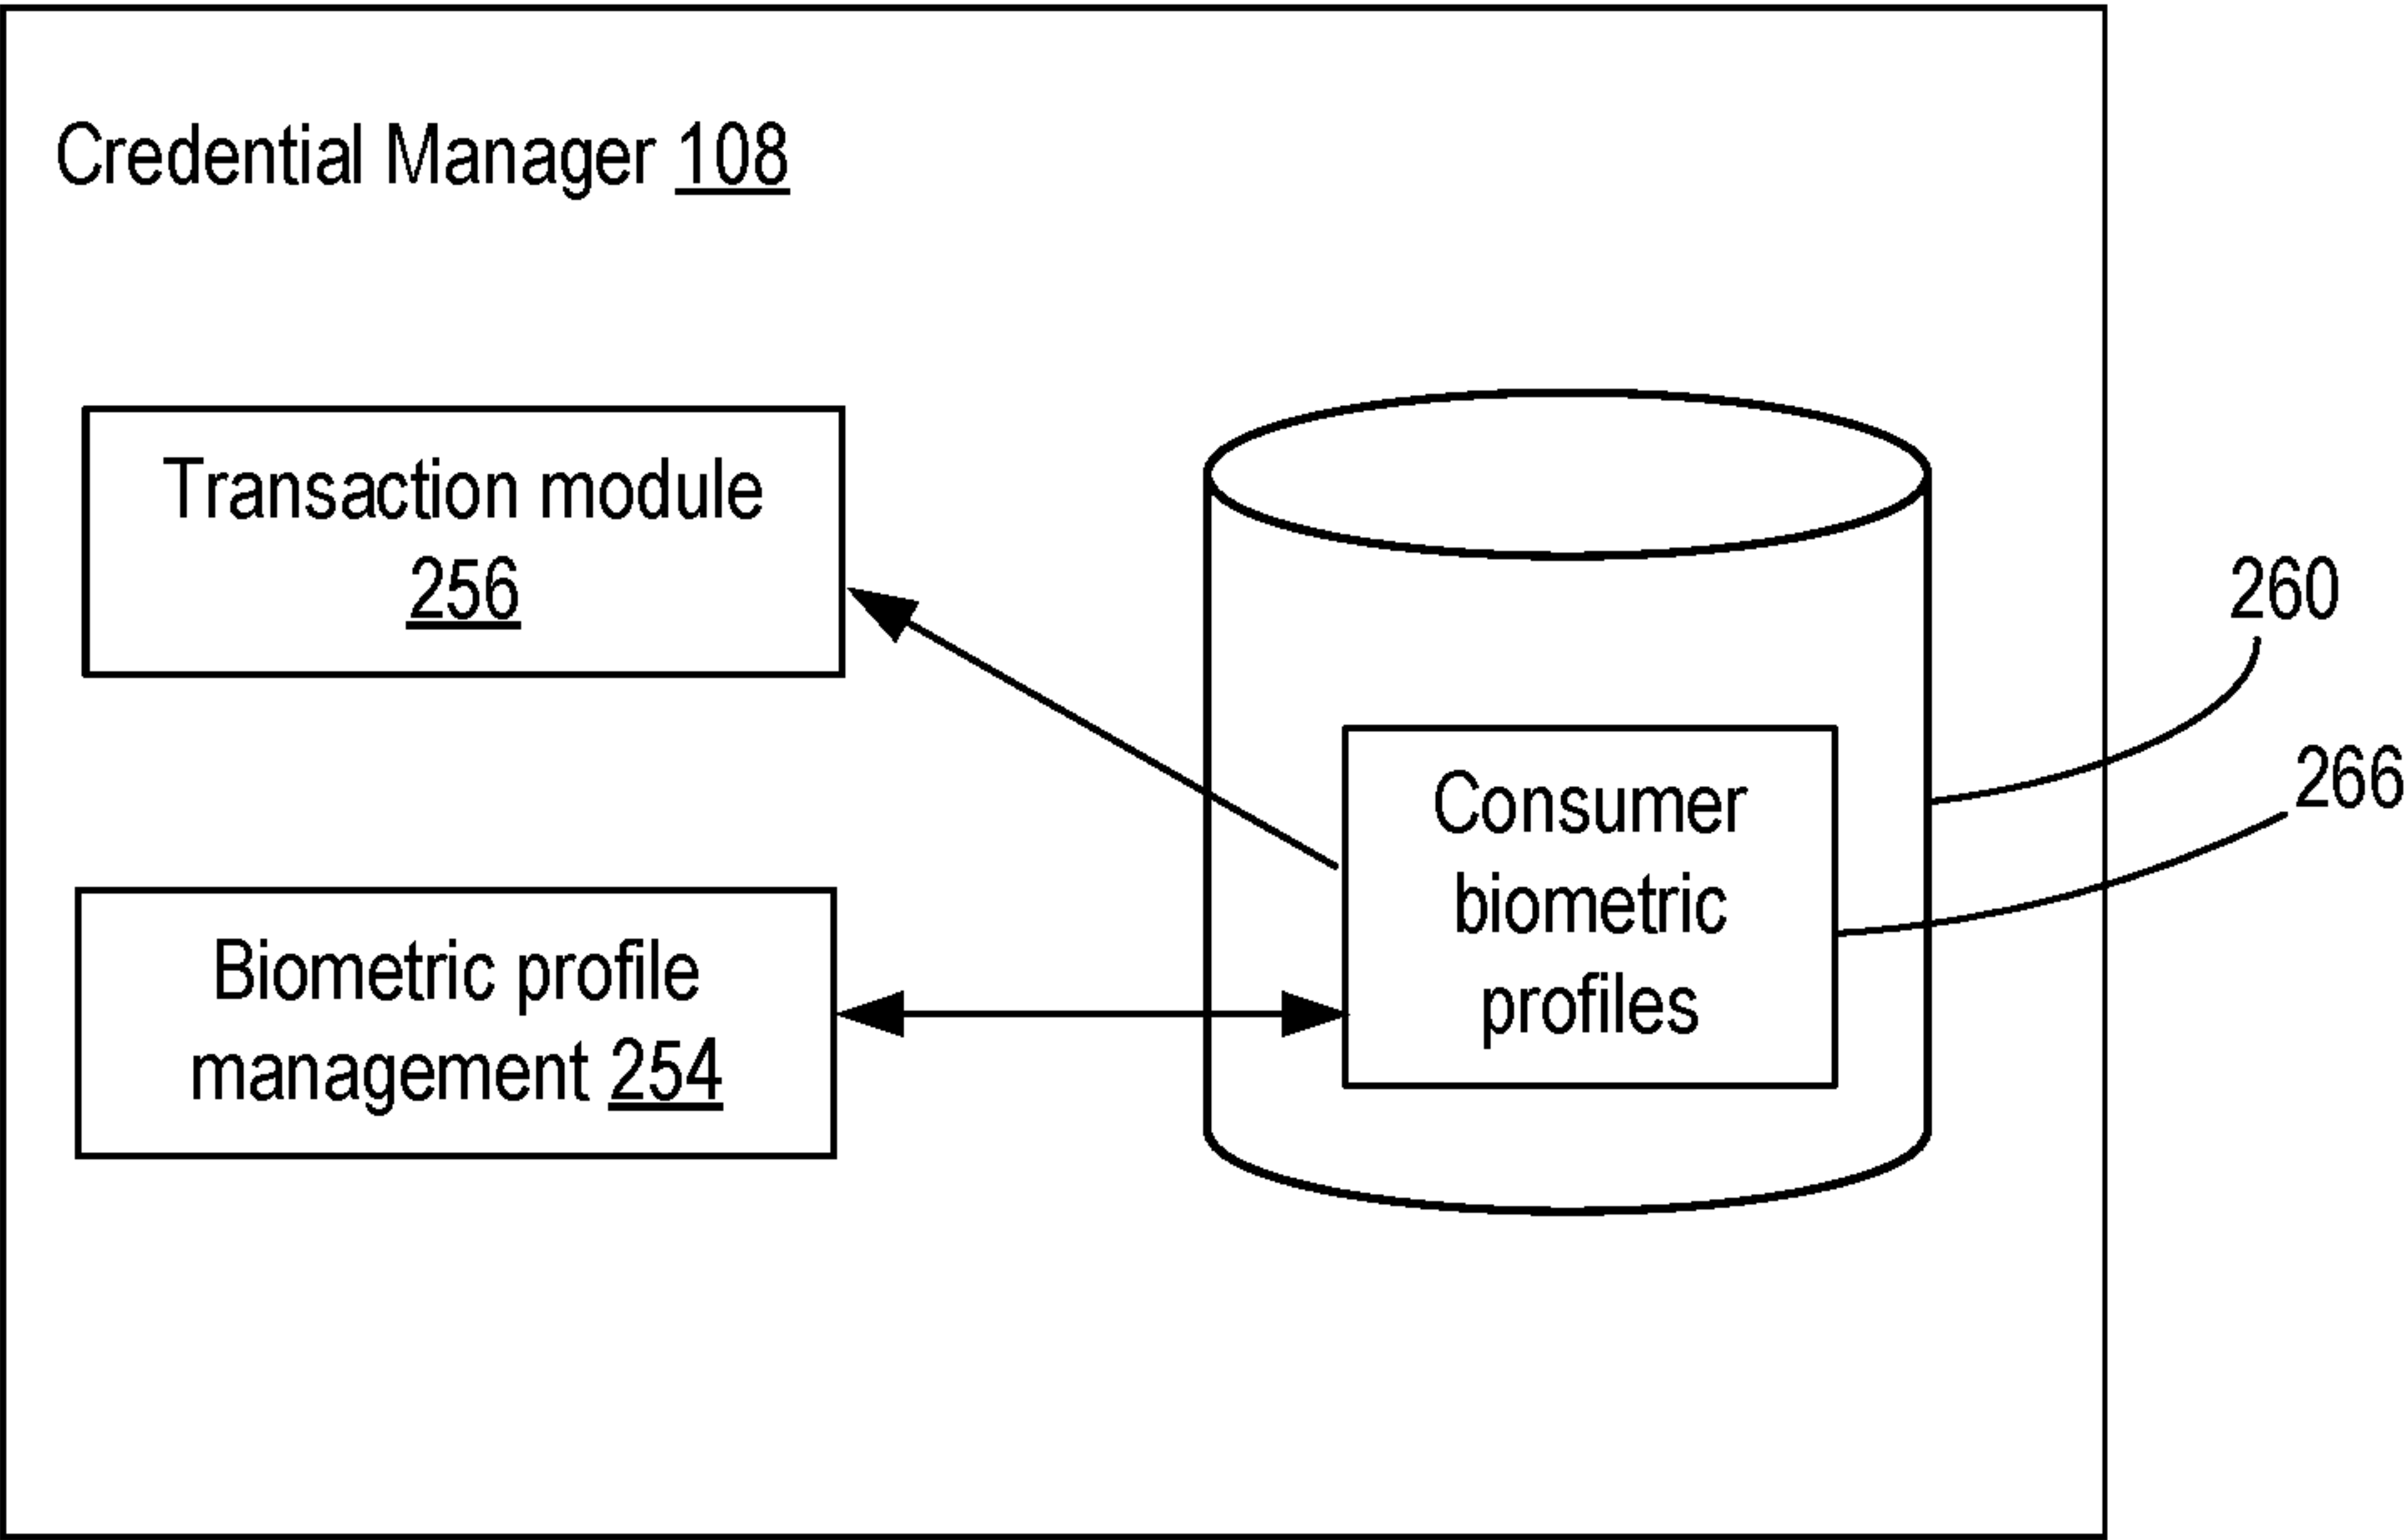 Credential Manager 108
Transaction module
256
260
266
Consumer
biometric
profiles
Biometric profile
management 254